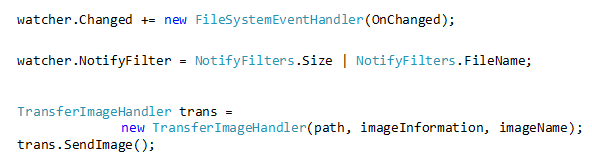 watcher.Changed += new FileSystemEventHandler(OnChanged);
watcher.NotifyFilter = NotifyFilters.Size | NotifyFilters.FileName;
TransferImageHandler trans =
new TransferImageHandler(path, imageInformation, imageName);
trans.SendImage();